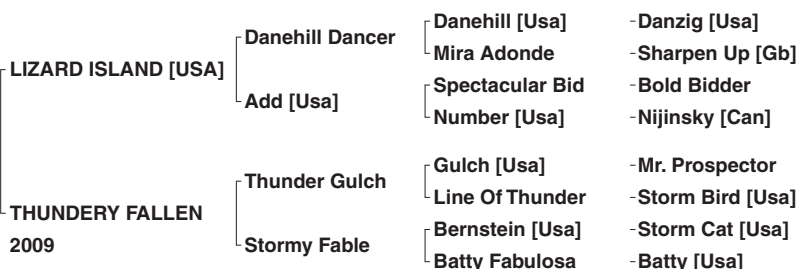 LIZARD ISLAND [USA]
THUNDERY FALLEN
2009
Danehill Dancer
Add [Usa]
Thunder Gulch
Stormy Fable
Danehill [Usa]
Mira Adonde
Spectacular Bid
Number [Usa]
Gulch [Usa]
Line Of Thunder
Bernstein [Usa]
Batty Fabulosa
Danzig [Usa]
Sharpen Up [Gb]
Bold Bidder
Nijinsky [Can]
Mr. Prospector
Storm Bird [Usa]
Storm Cat [Usa]
Batty [Usa]